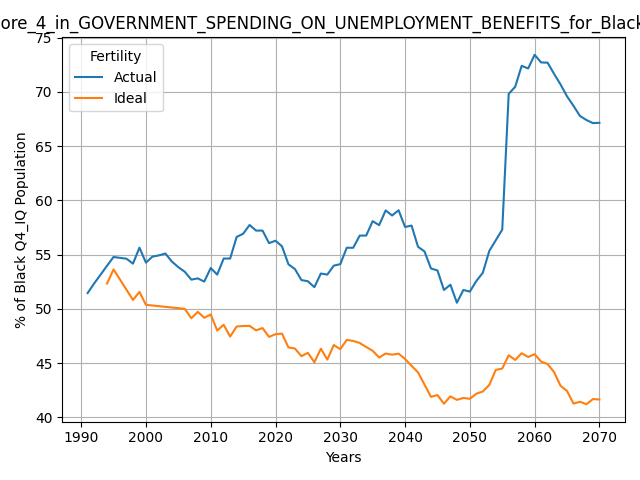 ore_4_in_GOVERNMENT_SPENDING_ON_UNEMPLOYMENT_BENEFITS_for_Black
Fertility
Actual
Ideal
75
70
65
60
55
50
45
40
% of Black Q4_IQ Population
1990 2000 2010 2020 2030 2040 2050 2060 2070
Years